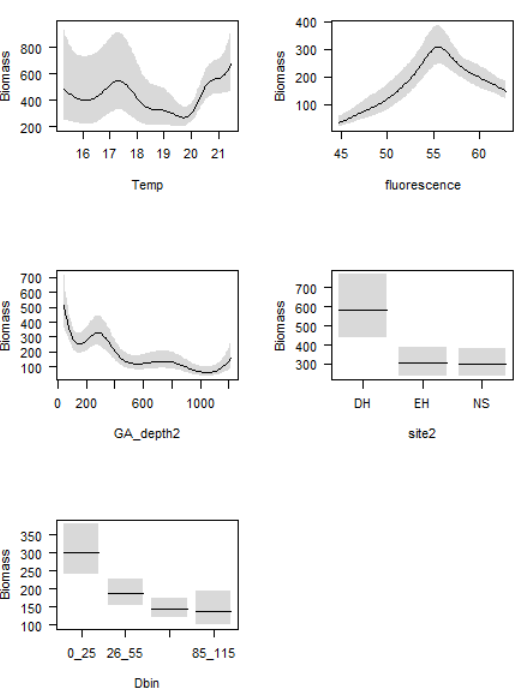 Biomass
800
600
400
200
16 17 18 19 20 21
Temp
Biomass
400
300
200
100
45 50 55 60
fluorescence
Biomass
700
600
500
400
300
200
100
0 200 600 1000
GA_depth2
Biomass
700
600
500
400
300
DH EH NS
site2
Biomass
350
300
250
200
150
100
0_25 26_55 85_115
Dbin